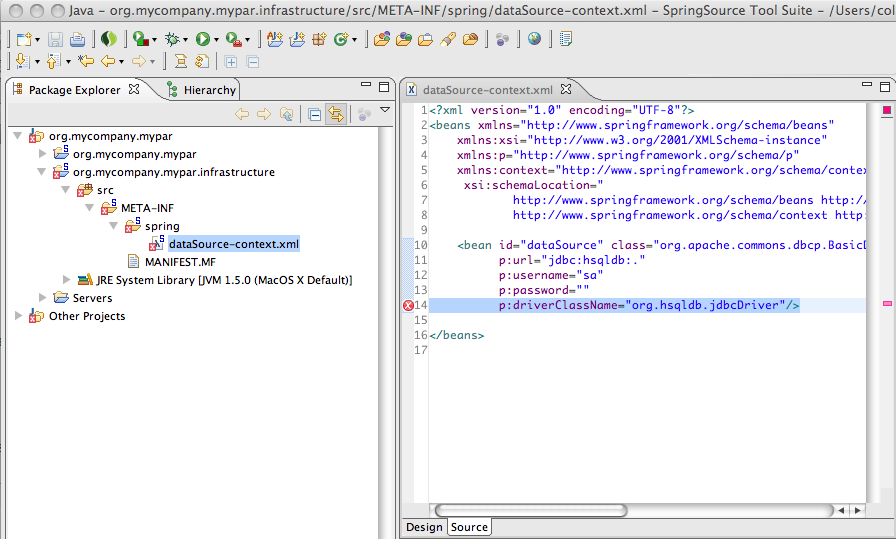 Java – org.mycompany.mypar.infrastructure/src/META-INF/spring/dataSource-context.xml – SpringSource Tool Suite – /Users/col
Package Explorer
Hierarchy
org.mycompany.mypar
org.mycompany.mypar
org.mycompany.mypar.infrastructure
src
META-INF
spring
dataSource-context.xml
MANIFEST.MF
JRE System Library [JVM 1.5.0 (MacOS X Default)]
Servers
Other Projects
dataSource-context.xml
1 <?xml version="1.0" encoding="UTF-8"?>
2 <beans xmlns="http://www.springframework.org/schema/beans"
3 xmlns:xsi="http://www.w3.org/2001/XMLSchema-instance"
4 xmlns:p="http://www.springframework.org/schema/p"
5 xmlns:context="http://www.springframework.org/schema/contex
6 xsi:schemaLocation="
7 http://www.springframework.org/schema/beans http://
8 http://www.springframework.org/schema/context http
9
10 <bean id="dataSource" class="org.apache.commons.dbcp.BasicD
11 p:url="jdbc:hsqldb:."
12 p:username="sa"
13 p:password=""
14 p:driverClassName="org.hsqldb.jdbcDriver"/>
15
16 </beans>
17
Design Source